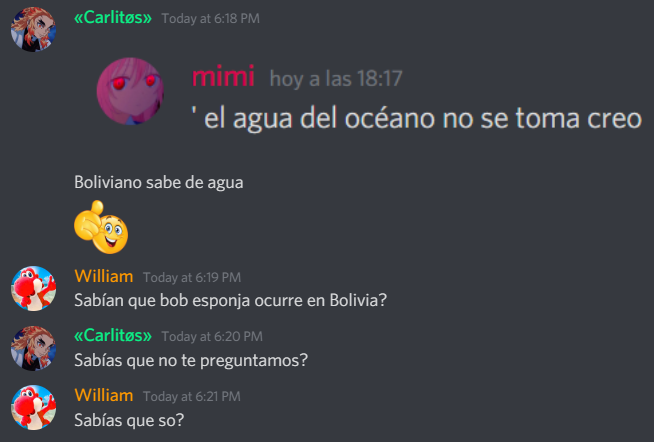 «Carlitøs» Today at 6:18 PM
mimi hoy a las 18:17
' el agua del océano no se toma creo
Boliviano sabe de agua
William Today at 6:19 PM
Sabían que bob esponja ocurre en Bolivia?
«Carlitøs» Today at 6:20 PM
Sabías que no te preguntamos?
William Today at 6:21 PM
Sabías que so?